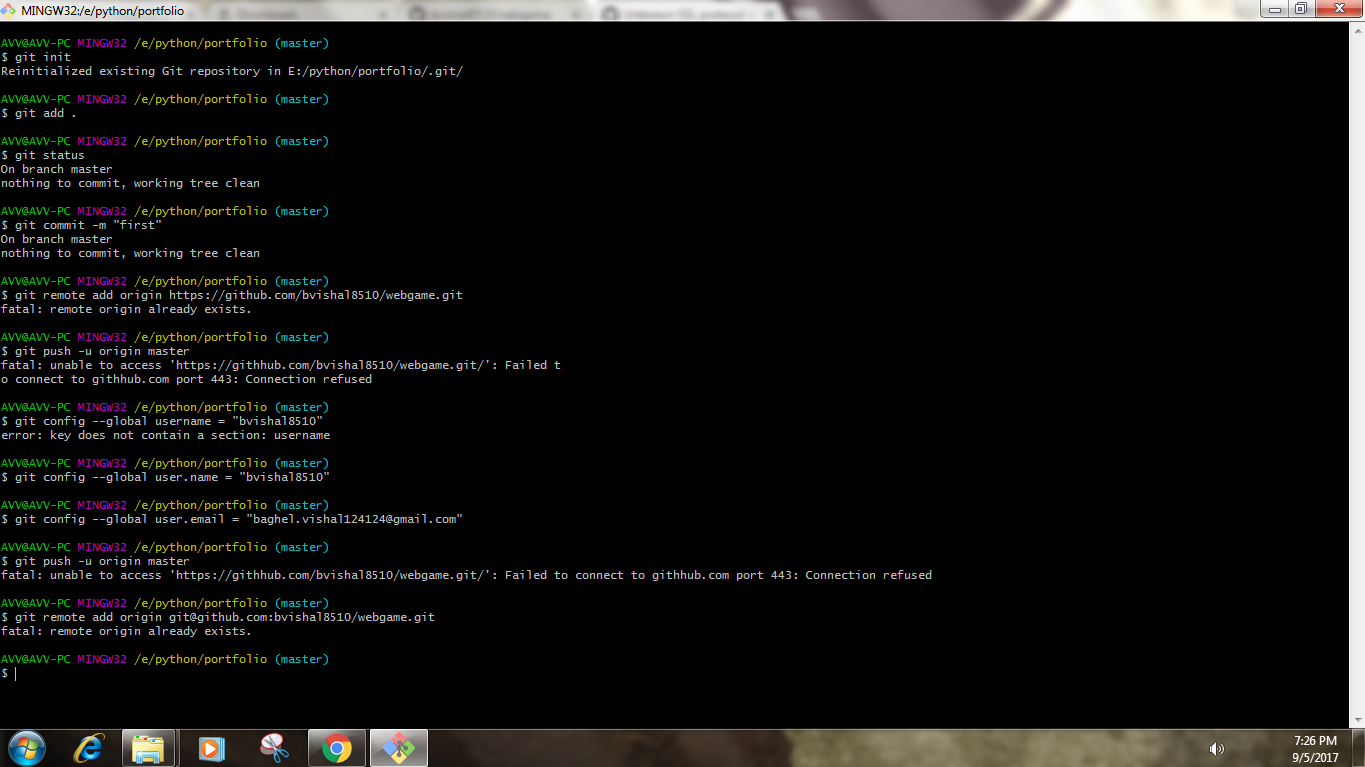 MINGW32:/e/python/portfolio
AVV@AVV-PC MINGW32 /e/python/portfolio (master)
$ git init
Reinitialized existing Git repository in E:/python/portfolio/.git/
AVV@AVV-PC MINGW32 /e/python/portfolio (master)
$ git add .
AVV@AVV-PC MINGW32 /e/python/portfolio (master)
$ git status
On branch master
nothing to commit, working tree clean
AVV@AVV-PC MINGW32 /e/python/portfolio (master)
$ git commit -m "first"
On branch master
nothing to commit, working tree clean
AVV@AVV-PC MINGW32 /e/python/portfolio (master)
$ git remote add origin https://github.com/bvishal8510/webgame.git
fatal: remote origin already exists.
AVV@AVV-PC MINGW32 /e/python/portfolio (master)
$ git push -u origin master
fatal: unable to access 'https://githhub.com/bvishal8510/webgame.git/': Failed t
o connect to githhub.com port 443: Connection refused
AVV@AVV-PC MINGW32 /e/python/portfolio (master)
$ git config --global username = "bvishal8510"
error: key does not contain a section: username
AVV@AVV-PC MINGW32 /e/python/portfolio (master)
$ git config --global user.name = "bvishal8510"
AVV@AVV-PC MINGW32 /e/python/portfolio (master)
$ git config --global user.email = "baghel.vishal124124@gmail.com"
AVV@AVV-PC MINGW32 /e/python/portfolio (master)
$ git push -u origin master
fatal: unable to access 'https://githhub.com/bvishal8510/webgame.git/': Failed to connect to githhub.com port 443: Connection refused
AVV@AVV-PC MINGW32 /e/python/portfolio (master)
$ git remote add origin git@github.com:bvishal8510/webgame.git
fatal: remote origin already exists.
AVV@AVV-PC MINGW32 /e/python/portfolio (master)
$
7:26 PM
9/5/2017